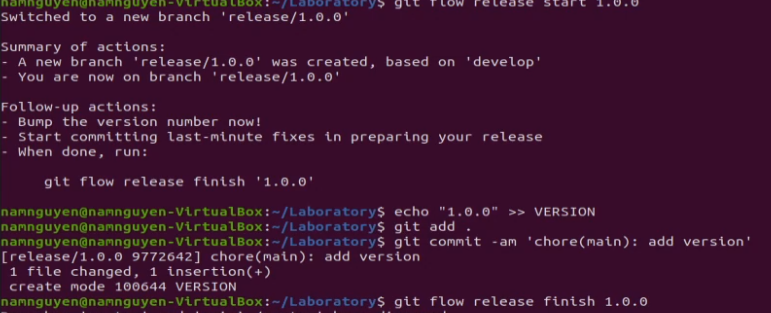 namnguyen@namnguyen-VirtualBox:~/Laboratory$ git flow release start 1.0.0
Switched to a new branch 'release/1.0.0'
Summary of actions:
- A new branch 'release/1.0.0' was created, based on 'develop'
- You are now on branch 'release/1.0.0'
Follow-up actions:
- Bump the version number now!
- Start committing last-minute fixes in preparing your release
- When done, run:
git flow release finish '1.0.0'
namnguyen@namnguyen-VirtualBox:~/Laboratory$ echo "1.0.0" >> VERSION
namnguyen@namnguyen-VirtualBox:~/Laboratory$ git add .
namnguyen@namnguyen-VirtualBox:~/Laboratory$ git commit -am 'chore(main): add version'
[release/1.0.0 9772642] chore(main): add version
1 file changed, 1 insertion(+)
create mode 100644 VERSION
namnguyen@namnguyen-VirtualBox:~/Laboratory$ git flow release finish 1.0.0